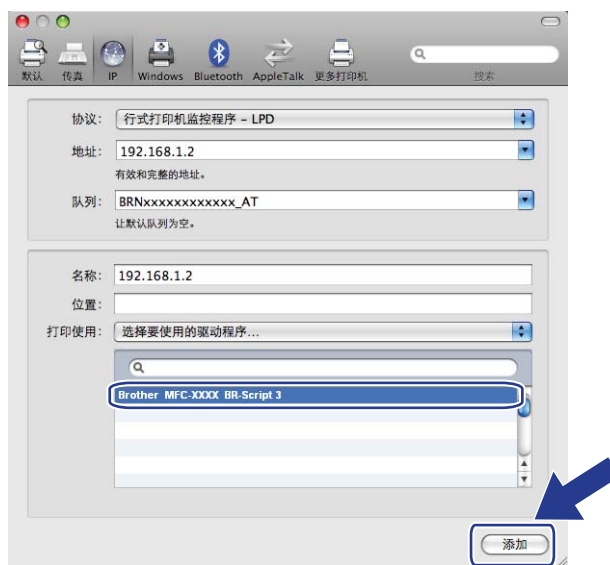 默认 传真 IP Windows Bluetooth AppleTalk 更多打印机 搜索
协议： 行式打印机监控程序 – LPD
地址： 192.168.1.2
有效和完整的地址。
队列： BRNxxxxxxxxxxxx_AT
让默认队列为空。
名称： 192.168.1.2
位置：
打印使用： 选择要使用的驱动程序...
Brother MFC-XXXX BR-Script 3
添加